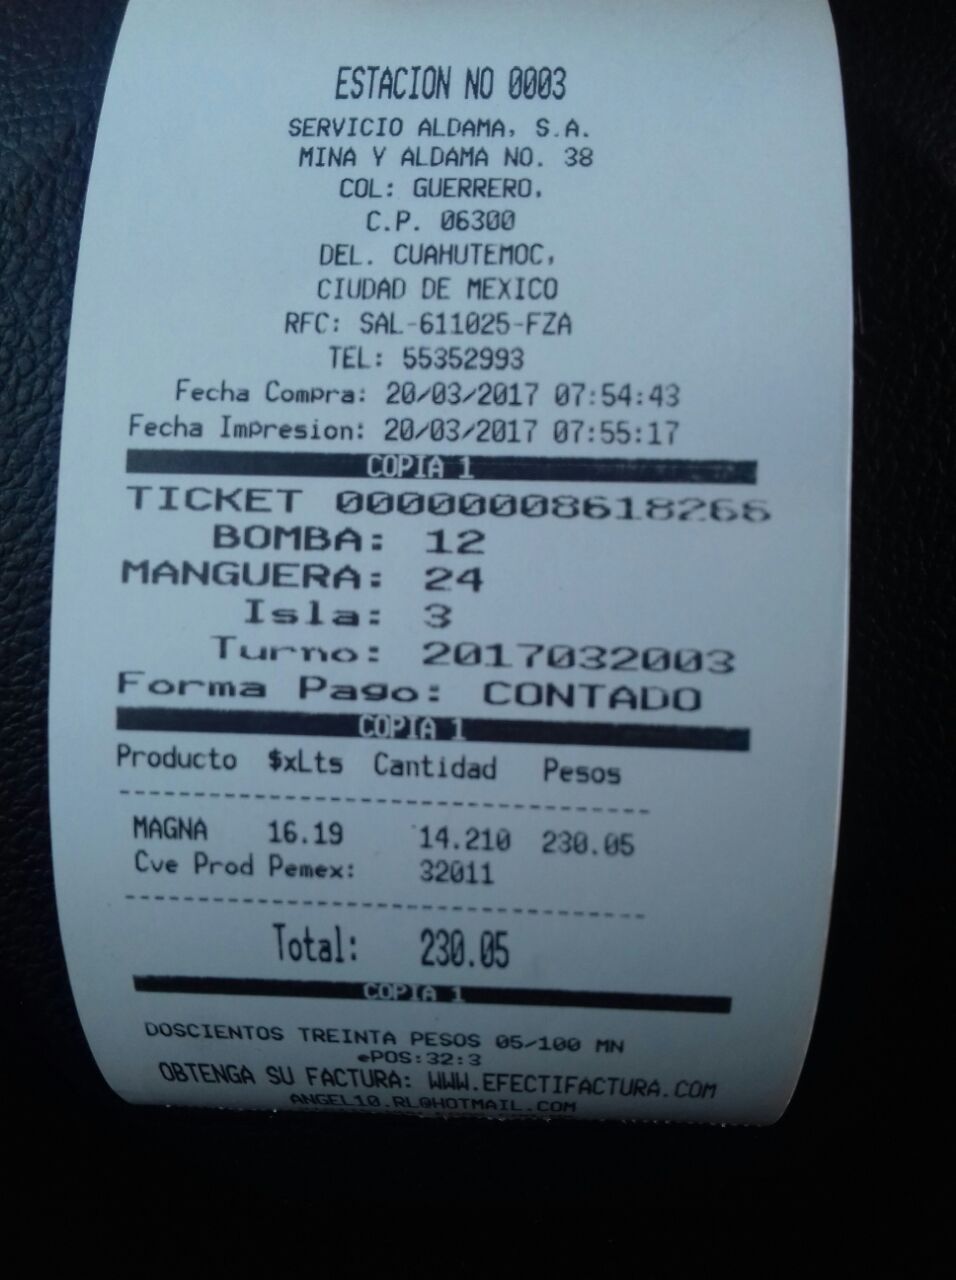 ESTACION NO 0003
SERVICIO ALDAMA, S.A.
MINA Y ALDAMA NO. 38
COL: GUERRERO,
C.P. 06300
DEL. CUAHUTEMOC,
CIUDAD DE MEXICO
RFC: SAL-611025-FZA
TEL: 55352993
Fecha Compra: 20/03/2017 07:54:43
Fecha Impresion: 20/03/2017 07:55:17
COPIA 1
TICKET 00000008618266
BOMBA: 12
MANGUERA: 24
Isla: 3
Turno: 2017032003
Forma Pago: CONTADO
COPIA 1
Producto $xLts Cantidad Pesos
MAGNA 16.19 14.210 230.05
Cve Prod Pemex: 32011
Total: 230.05
COPIA 1
DOSCIENTOS TREINTA PESOS 05/100 MN
ePOS:32:3
OBTENGA SU FACTURA: WWW.EFECTIFACTURA.COM
ANGEL10.RL@HOTMAIL.COM